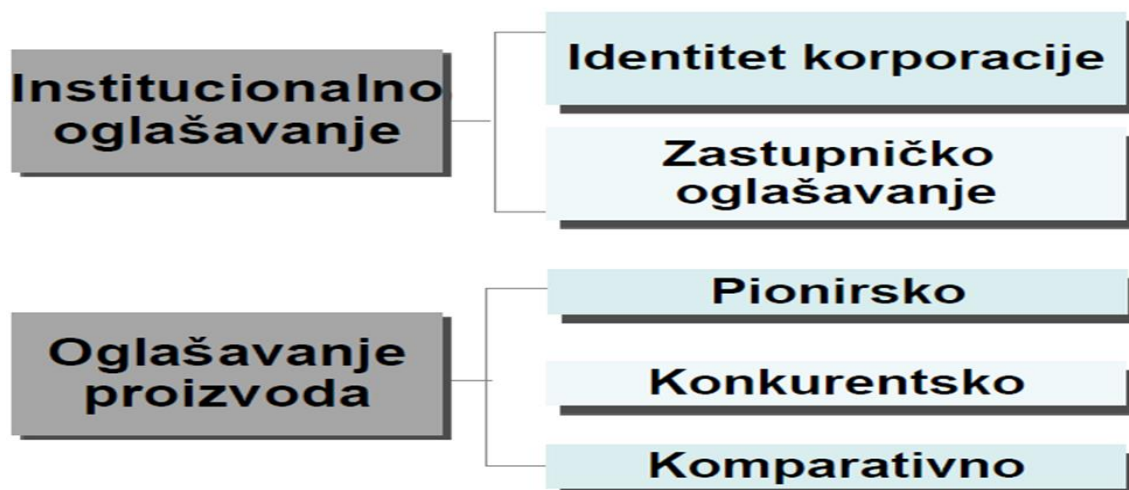 Institucionalno
oglašavanje
Identitet korporacije
Zastupničko
oglašavanje
Oglašavanje
proizvoda
Pionirsko
Konkurentsko
Komparativno